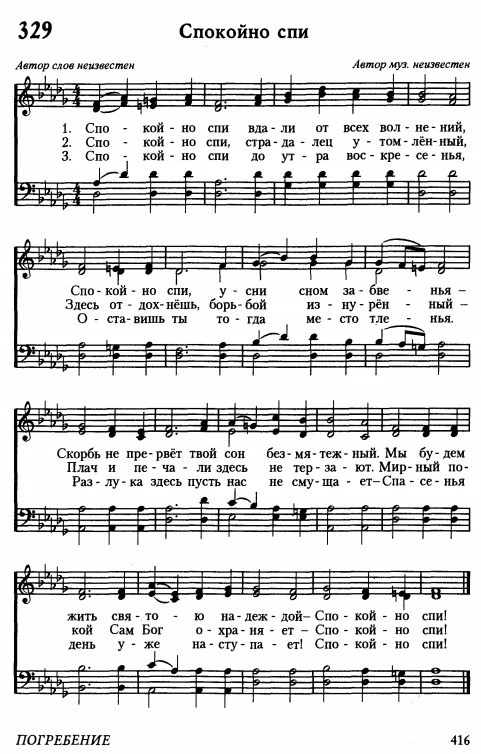 329
Спокойно спи
Автор слов неизвестен
Автор муз. неизвестен
1. Спо - кой - но спи вда - ли от всех вол - не - ний,
2. Спо - кой - но спи, стра - да - лец у - том - лённый,
3. Спо - кой - но спи до ут - ра вос - кре - се - нья,
Спо - кой - но спи, у - сни сном заб - ве - нья –
Здесь от - дох - нёшь, борь - бой из - ну - рён - ный –
О - ста - вишь ты то - гда ме - сто тле - нья.
Скорбь не пре - рвёт твой сон без - мя - теж - ный. Мы бу - дем
Плач и пе - ча - ли здесь не тер - за - ют. Мир - ный по -
Раз - лу - ка здесь пусть нас не сму - ща - ет – Спа - се - нья
жить свя - то - ю на - деж - дой – Спо - кой - но спи!
кой Сам Бог о - хра - ня - ет – Спо - кой - но спи!
день у - же на - сту - па - ет! Спо - кой - но спи!
ПОГРЕБЕНИЕ
416